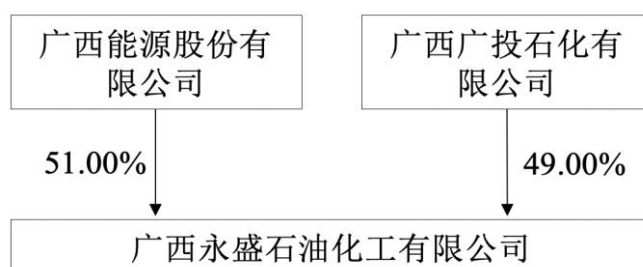 广西能源股份有
限公司
广西广投石化有
限公司
51.00%
49.00%
广西永盛石油化工有限公司